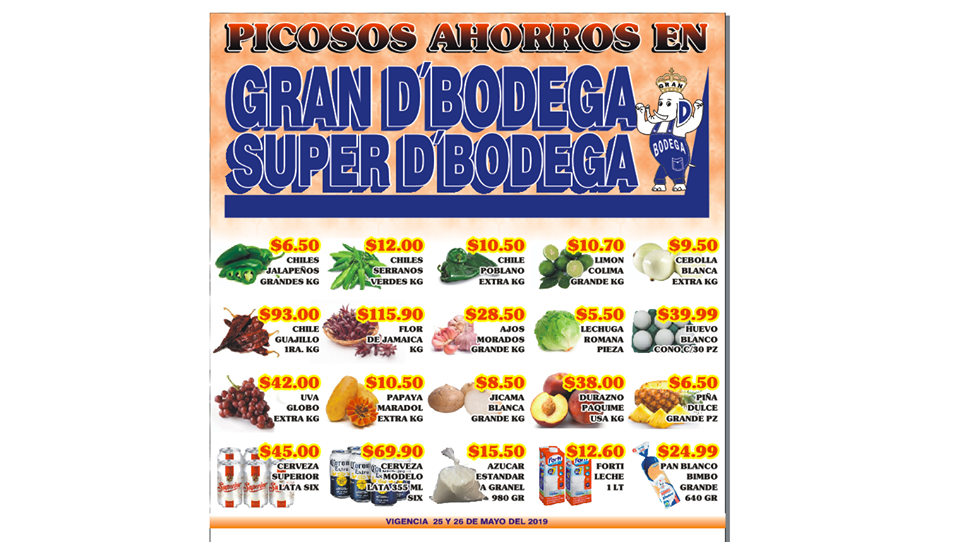 PICOSOS AHORROS EN
GRAN D'BODEGA
SUPER D'BODEGA
GRAN
D
BODEGA
$6.50
CHILES
JALAPEÑOS
GRANDES KG
$12.00
CHILES
SERRANOS
VERDES KG
$10.50
CHILE
POBLANO
EXTRA KG
$10.70
LIMON
COLIMA
GRANDE KG
$9.50
CEBOLLA
BLANCA
EXTRA KG
$93.00
CHILE
GUAJILLO
1RA. KG
$115.90
FLOR
DE JAMAICA
KG
$28.50
AJOS
MORADOS
GRANDE KG
$5.50
LECHUGA
ROMANA
PIEZA
$39.99
HUEVO
BLANCO
CONO C/30 PZ
$42.00
UVA
GLOBO
EXTRA KG
$10.50
PAPAYA
MARADOL
EXTRA KG
$8.50
JICAMA
BLANCA
GRANDE KG
$38.00
DURAZNO
PAQUIME
USA KG
$6.50
PIÑA
DULCE
GRANDE PZ
$45.00
CERVEZA
SUPERIOR
LATA SIX
$69.90
CERVEZA
MODELO
LATA 355 ML
SIX
$15.50
AZUCAR
ESTANDAR
A GRANEL
980 GR
$12.60
FORTI
LECHE
1 LT
$24.99
PAN BLANCO
BIMBO
GRANDE
640 GR
VIGENCIA 25 Y 26 DE MAYO DEL 2019